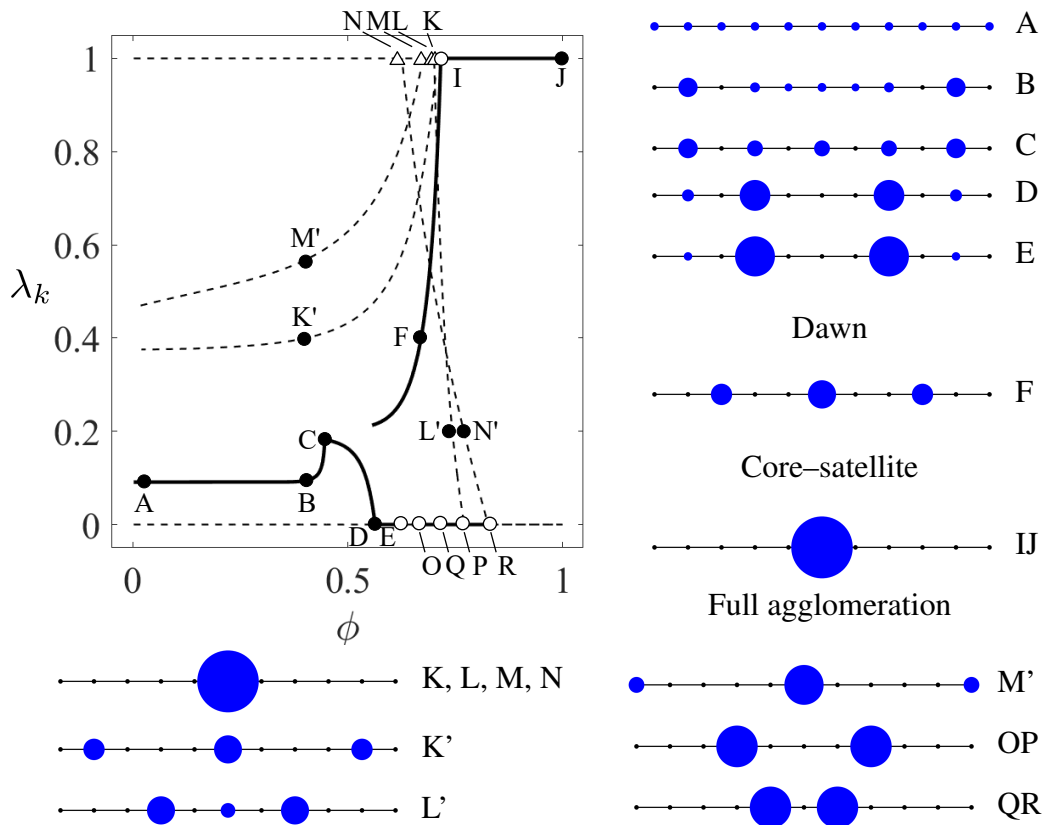 N M L K
1
I
J
0.8
0.6
M'
K'
λk
0.4
F
0.2
L'
N'
C
A
B
0
D
E
O Q P R
0
0.5
1
ϕ
A
B
C
D
E
Dawn
F
Core–satellite
IJ
Full agglomeration
K, L, M, N
K'
L'
M’
OP
QR